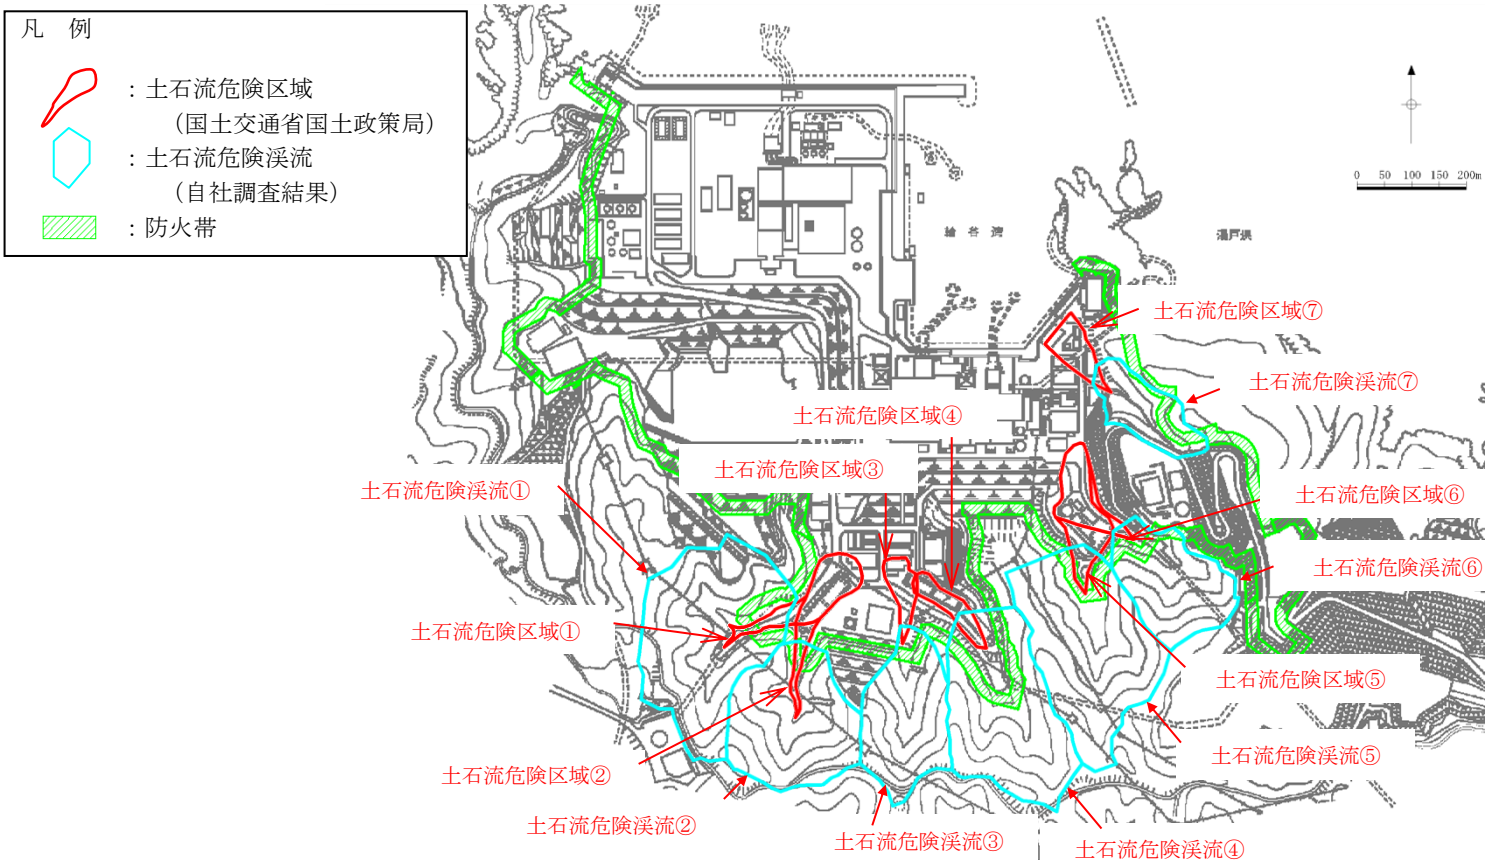 凡　例
：土石流危険区域
（国土交通省国土政策局）
：土石流危険渓流
（自社調査結果）
：防火帯
0 50 100 150 200m
輪谷湾
土石流危険区域⑦
土石流危険渓流⑦
土石流危険区域④
土石流危険区域③
土石流危険渓流①
土石流危険区域⑥
土石流危険渓流⑥
土石流危険区域①
土石流危険区域⑤
土石流危険渓流⑤
土石流危険区域②
土石流危険渓流②
土石流危険渓流③
土石流危険渓流④